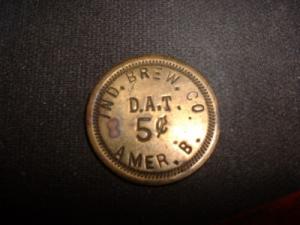 IND. BREW. CO.
D.A.T.
5¢
AMER. B.